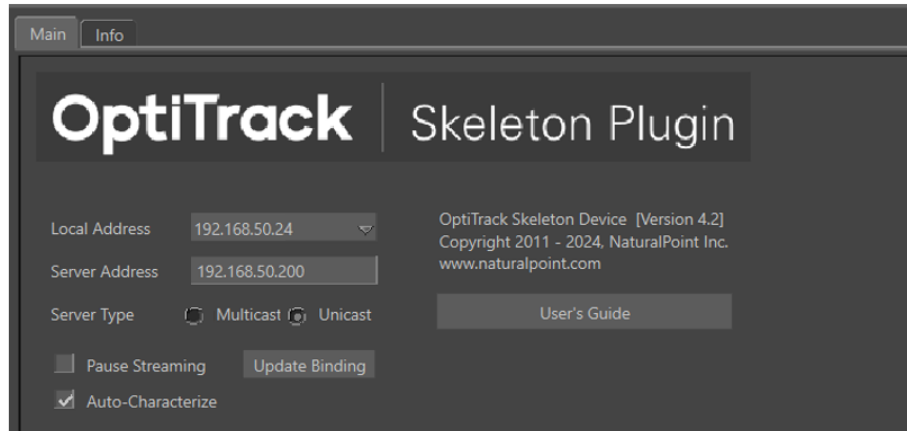 Main Info
OptiTrack Skeleton Plugin
Local Address 192.168.50.24
Server Address 192.168.50.200
Server Type Multicast Unicast
Pause Streaming Update Binding
Auto-Characterize
OptiTrack Skeleton Device [Version 4.2]
Copyright 2011 - 2024, NaturalPoint Inc.
www.naturalpoint.com
User's Guide